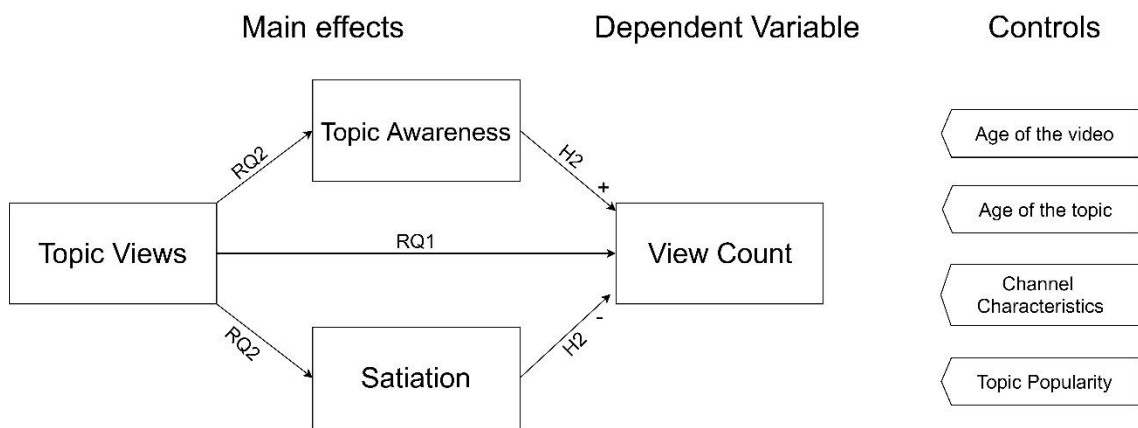 Main effects
Dependent Variable
Controls
Topic Awareness
Age of the video
RQ2
H2
+
Age of the topic
Topic Views
RQ1
View Count
Channel
Characteristics
RQ2
H2
-
Satiation
Topic Popularity